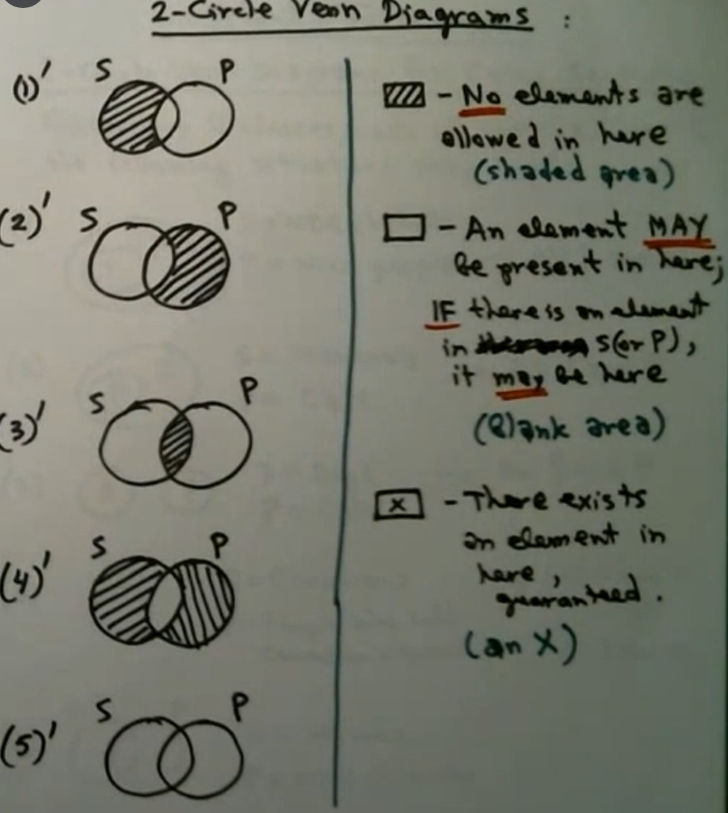 2-Circle Venn Diagrams :
(1)'
S
P
(2)'
S
P
(3)'
S
P
(4)'
S
P
(5)'
S
P
- No elements are
allowed in here
(shaded area)
- An element MAY
be present in here;
IF there is an element
in S(or P),
it may be here
(Blank area)
X - There exists
an element in
here,
guaranteed.
(an X)